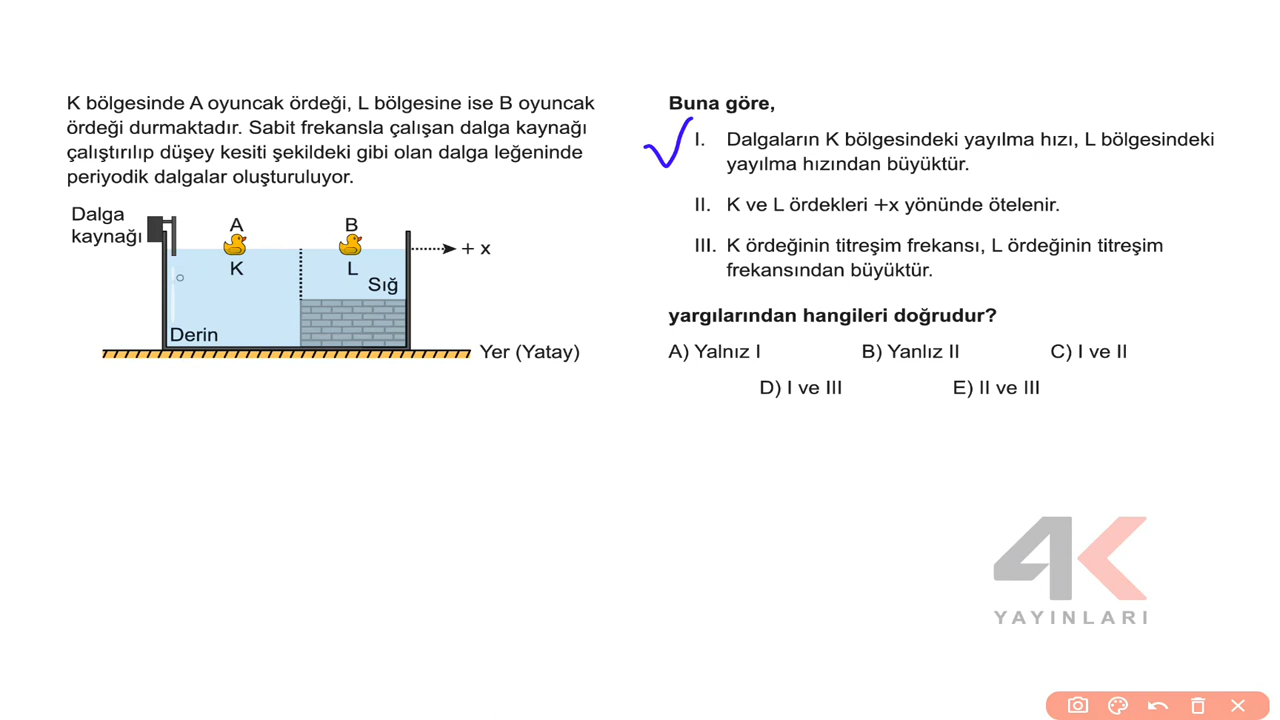 K bölgesinde A oyuncak ördeği, L bölgesine ise B oyuncak
ördeği durmaktadır. Sabit frekansla çalışan dalga kaynağı
çalıştırılıp düşey kesiti şekildeki gibi olan dalga leğeninde
periyodik dalgalar oluşturuluyor.
Dalga
kaynağı
A
B
+ x
K
L
Sığ
Derin
Yer (Yatay)
Buna göre,
I. Dalgaların K bölgesindeki yayılma hızı, L bölgesindeki
yayılma hızından büyüktür.
II. K ve L ördekleri +x yönünde ötelenir.
III. K ördeğinin titreşim frekansı, L ördeğinin titreşim
frekansından büyüktür.
yargılarından hangileri doğrudur?
A) Yalnız I B) Yanlız II C) I ve II
D) I ve III E) II ve III
4K
YAYINLARI